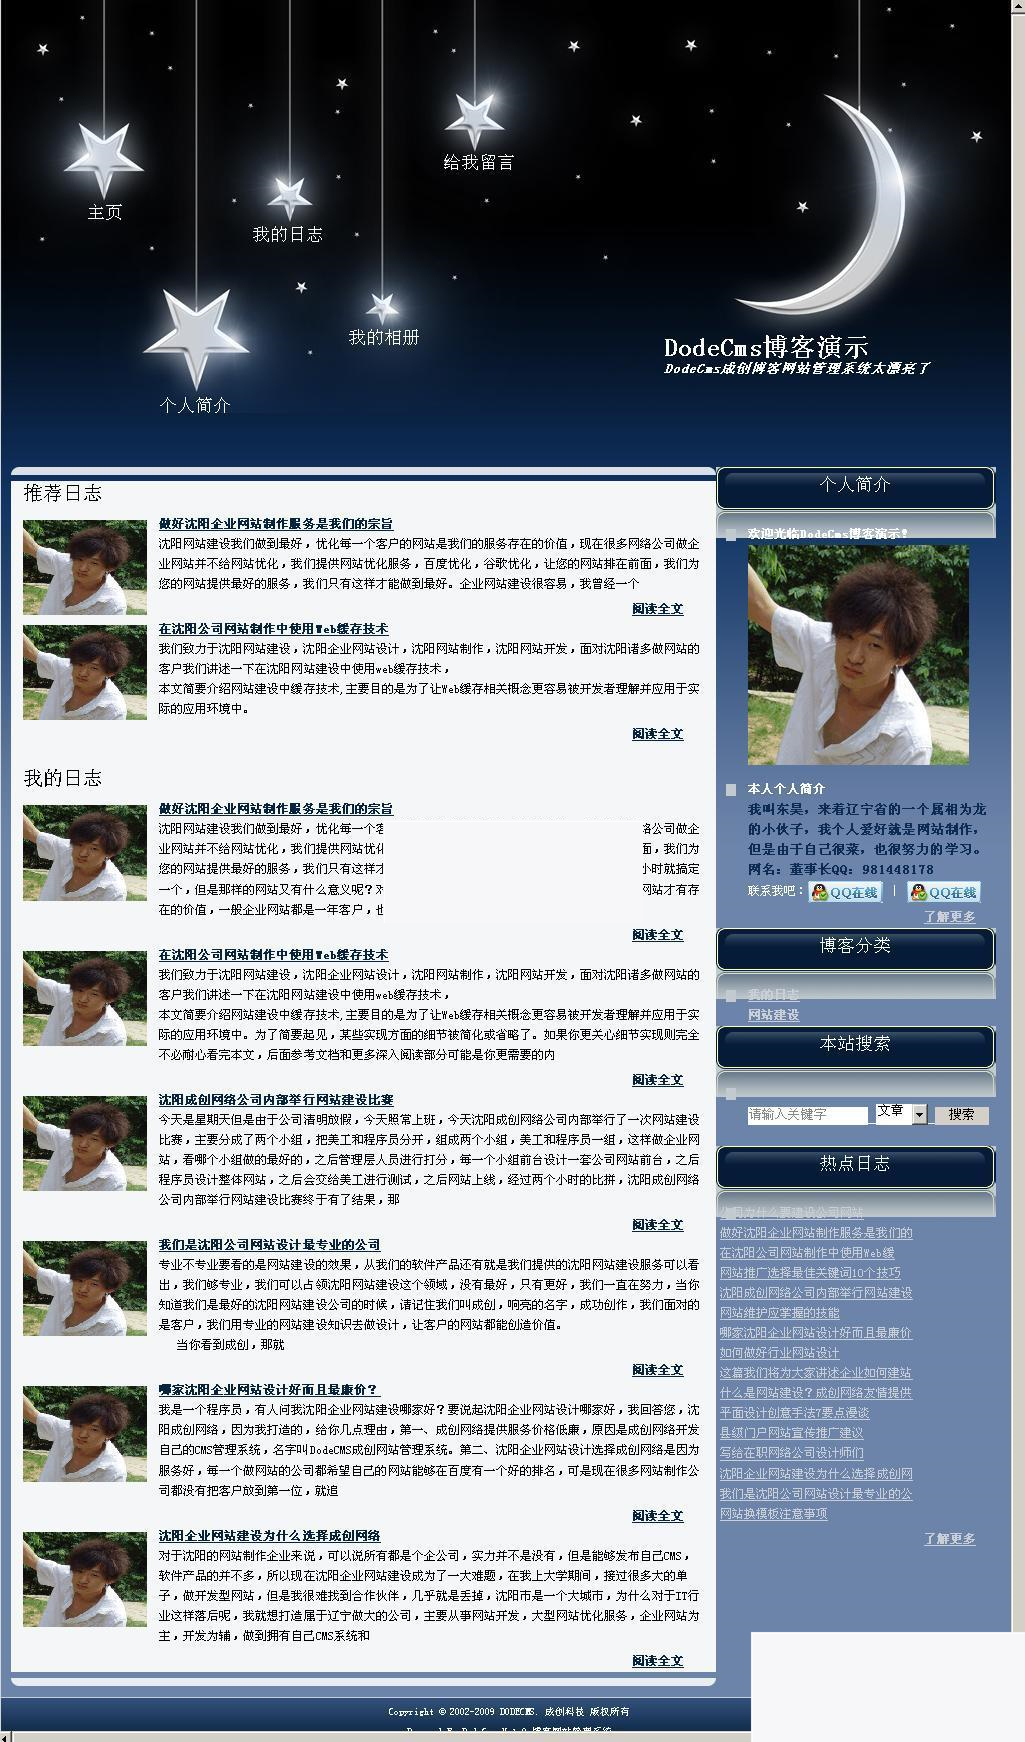 给我留言
主页
我的日志
我的相册
DodeCms博客演示
DodeCms成创博客网站管理系统太漂亮了
个人简介
推荐日志
做好沈阳企业网站制作服务是我们的宗旨
沈阳网站建设我们做到最好，优化每一个客户的网站是我们的服务存在的价值，现在很多网络公司做企
业网站并不给网站优化，我们提供网站优化服务，百度优化，谷歌优化，让您的网站排在前面，我们为
您的网站提供最好的服务，我们只有这样才能做到最好。企业网站建设很容易，我曾经一个
阅读全文
在沈阳公司网站制作中使用Web缓存技术
我们致力于沈阳网站建设，沈阳企业网站设计，沈阳网站制作，沈阳网站开发，面对沈阳诸多做网站的
客户我们讲述一下在沈阳网站建设中使用web缓存技术，
本文简要介绍网站建设中缓存技术,主要目的是为了让Web缓存相关概念更容易被开发者理解并应用于实
际的应用环境中。
阅读全文
我的日志
做好沈阳企业网站制作服务是我们的宗旨
沈阳网站建设我们做到最好，优化每一个客 络公司做企
业网站并不给网站优化，我们提供网站优化 面，我们为
您的网站提供最好的服务，我们只有这样才 小时就搞定
一个，但是那样的网站又有什么意义呢？对 网站才有存
在的价值，一般企业网站都是一年客户，也
阅读全文
在沈阳公司网站制作中使用Web缓存技术
我们致力于沈阳网站建设，沈阳企业网站设计，沈阳网站制作，沈阳网站开发，面对沈阳诸多做网站的
客户我们讲述一下在沈阳网站建设中使用web缓存技术，
本文简要介绍网站建设中缓存技术,主要目的是为了让Web缓存相关概念更容易被开发者理解并应用于实
际的应用环境中。为了简要起见，某些实现方面的细节被简化或省略了。如果你更关心细节实现则完全
不必耐心看完本文，后面参考文档和更多深入阅读部分可能是你更需要的内
阅读全文
沈阳成创网络公司内部举行网站建设比赛
今天是星期天但是由于公司清明放假，今天照常上班，今天沈阳成创网络公司内部举行了一次网站建设
比赛，主要分成了两个小组，把美工和程序员分开，组成两个小组，美工和程序员一组，这样做企业网
站，看哪个小组做的最好的，之后管理层人员进行打分，每一个小组前台设计一套公司网站前台，之后
程序员设计整体网站，之后会交给美工进行测试，之后网站上线，经过两个小时的比拼，沈阳成创网络
公司内部举行网站建设比赛终于有了结果，那
阅读全文
我们是沈阳公司网站设计最专业的公司
专业不专业要看的是网站建设的效果，从我们的软件产品还有就是我们提供的沈阳网站建设服务可以看
出，我们够专业，我们可以占领沈阳网站建设这个领域，没有最好，只有更好，我们一直在努力，当你
知道我们是最好的沈阳网站建设公司的时候，请记住我们叫成创，响亮的名字，成功创作，我们面对的
是客户，我们用专业的网站建设知识去做设计，让客户的网站都能创造价值。
当你看到成创，那就
阅读全文
哪家沈阳企业网站设计好而且最廉价？
我是一个程序员，有人问我沈阳企业网站建设哪家好？要说起沈阳企业网站设计哪家好，我回答您，沈
阳成创网络，因为我打造的，给你几点理由，第一、成创网络提供服务价格低廉，原因是成创网络开发
自己的CMS管理系统，名字叫DodeCMS成创网站管理系统。第二、沈阳企业网站设计选择成创网络是因为
服务好，每一个做网站的公司都希望自己的网站能够在百度有一个好的排名，可是现在很多网站制作公
司都没有把客户放到第一位，就追
阅读全文
沈阳企业网站建设为什么选择成创网络
对于沈阳的网站制作企业来说，可以说所有都是个企公司，实力并不是没有，但是能够发布自己CMS，
软件产品的并不多，所以现在沈阳企业网站建设成为了一大难题，在我上大学期间，接过很多大的单
子，做开发型网站，但是我很难找到合作伙伴，几乎就是丢掉，沈阳市是一个大城市，为什么对于IT行
业这样落后呢，我就想打造属于辽宁做大的公司，主要从事网站开发，大型网站优化服务，企业网站为
主，开发为辅，做到拥有自己CMS系统和
阅读全文
个人简介
欢迎光临DodeCms博客演示！
本人个人简介
我叫东昊，来着辽宁省的一个属相为龙
的小伙子，我个人爱好就是网站制作，
但是由于自己很菜，也很努力的学习。
网名：董事长QQ：981448178
联系我吧：QQ在线 | QQ在线
了解更多
博客分类
我的日志
网站建设
本站搜索
请输入关键字 文章 搜索
热点日志
公司为什么要建设公司网站
做好沈阳企业网站制作服务是我们的
在沈阳公司网站制作中使用Web缓
网站推广选择最佳关键词10个技巧
沈阳成创网络公司内部举行网站建设
网站维护应掌握的技能
哪家沈阳企业网站设计好而且最廉价
如何做好行业网站设计
这篇我们将为大家讲述企业如何建站
什么是网站建设？成创网络友情提供
平面设计创意手法7要点漫谈
县级门户网站宣传推广建议
写给在职网络公司设计师们
沈阳企业网站建设为什么选择成创网
我们是沈阳公司网站设计最专业的公
网站换模板注意事项
了解更多
Copyright © 2002-2009 DODECMS. 成创科技 版权所有